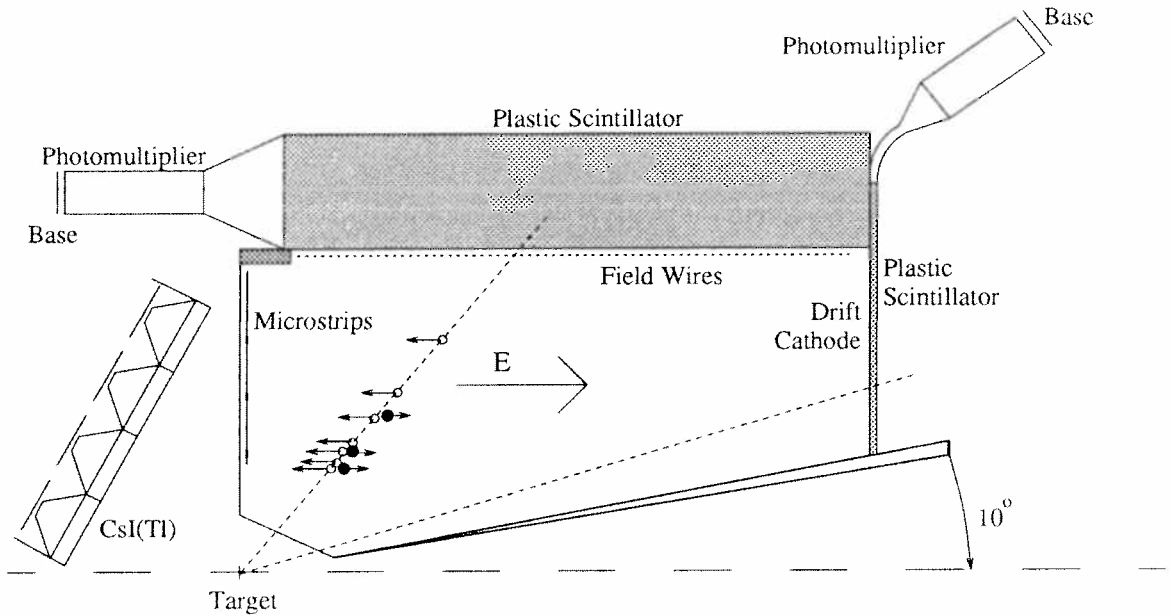 Base
Photomultiplier
Plastic Scintillator
Photomultiplier
Base
Field Wires
Plastic
Scintillator
Drift
Cathode
Microstrips
E
CsI(Tl)
10°
Target